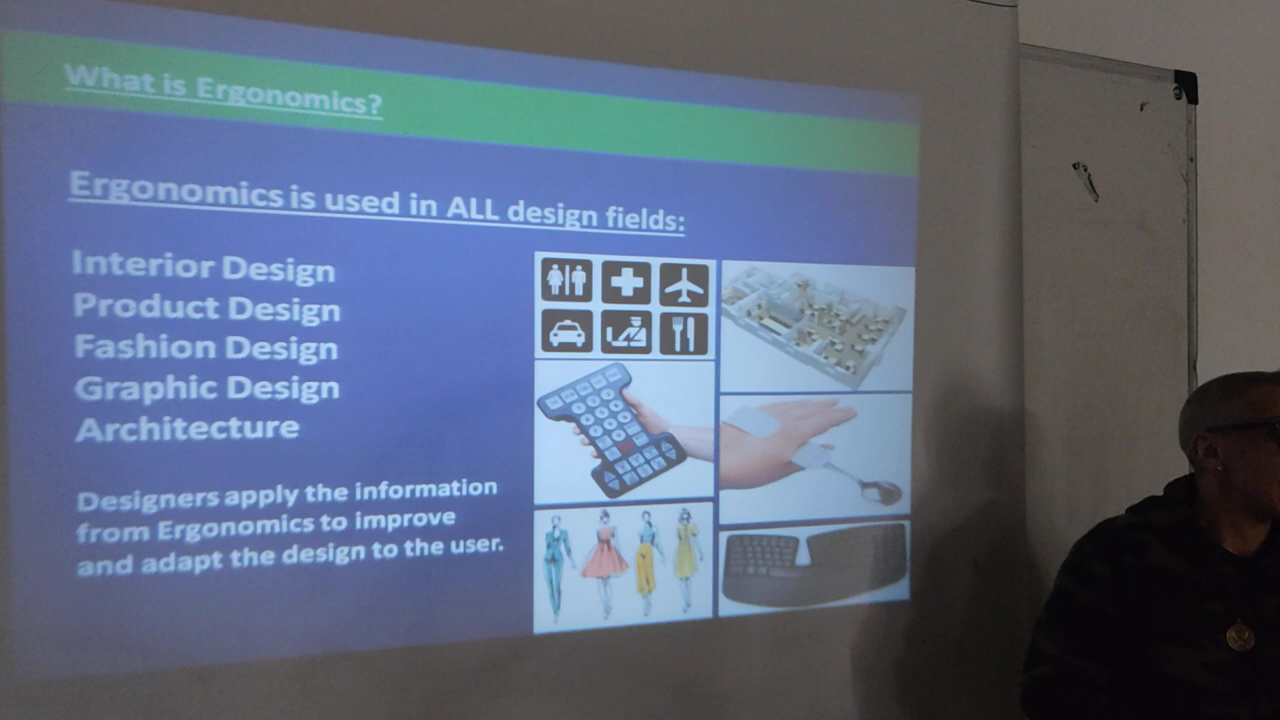 What is Ergonomics?
Ergonomics is used in ALL design fields:
Interior Design
Product Design
Fashion Design
Graphic Design
Architecture
Designers apply the information
from Ergonomics to improve
and adapt the design to the user.